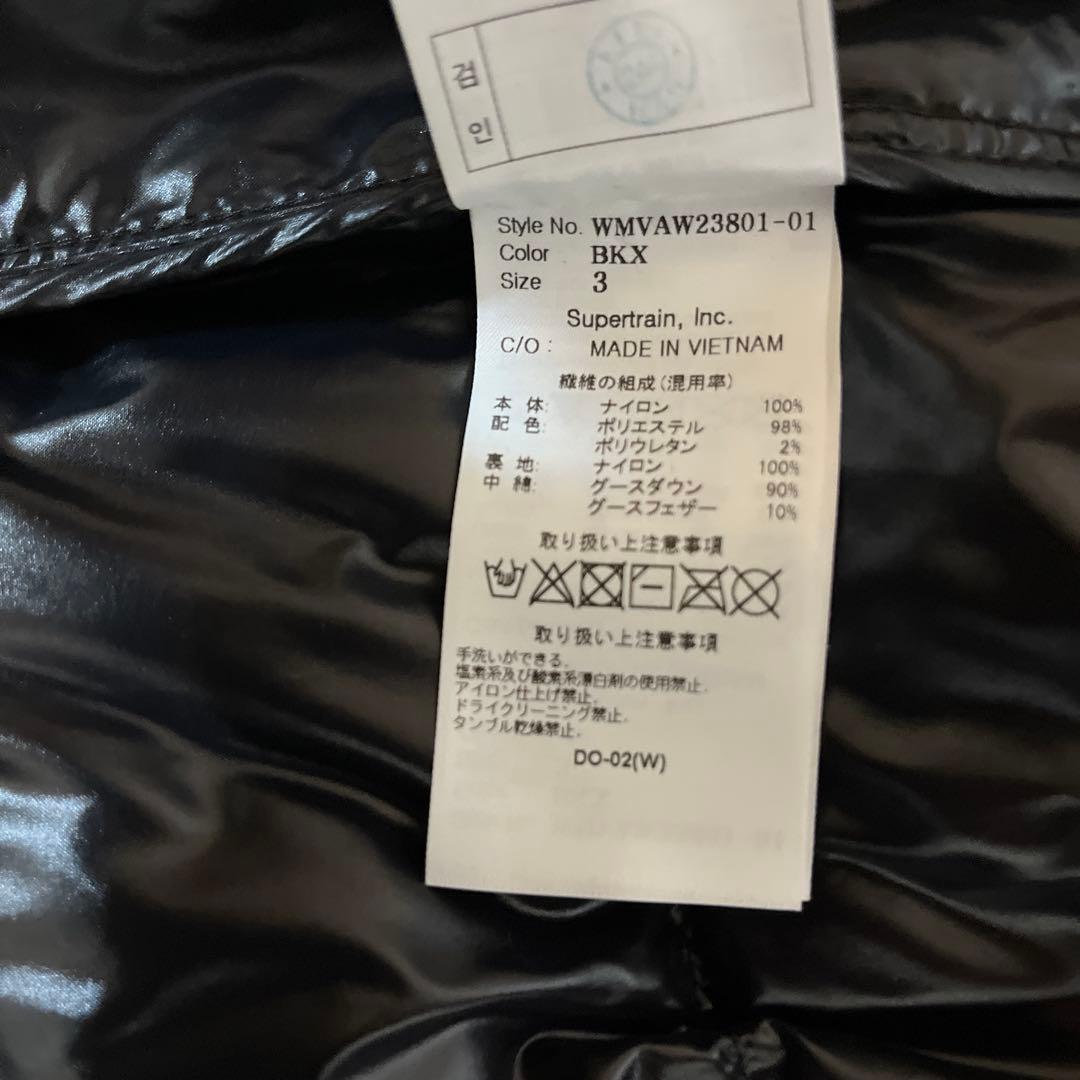 검인
Style No. WMVAW23801-01
Color BKX
Size 3
Supertrain, Inc.
C/O : MADE IN VIETNAM
繊維の組成(混用率)
本 体: ナイロン 100%
配 色: ポリエステル 98%
ポリウレタン 2%
裏 地: ナイロン 100%
中 綿: グースダウン 90%
グースフェザー 10%
取り扱い上注意事項
取り扱い上注意事項
手洗いができる.
塩素系及び酸素系漂白剤の使用禁止.
アイロン仕上げ禁止.
ドライクリーニング禁止.
タンブル乾燥禁止.
DO-02(W)